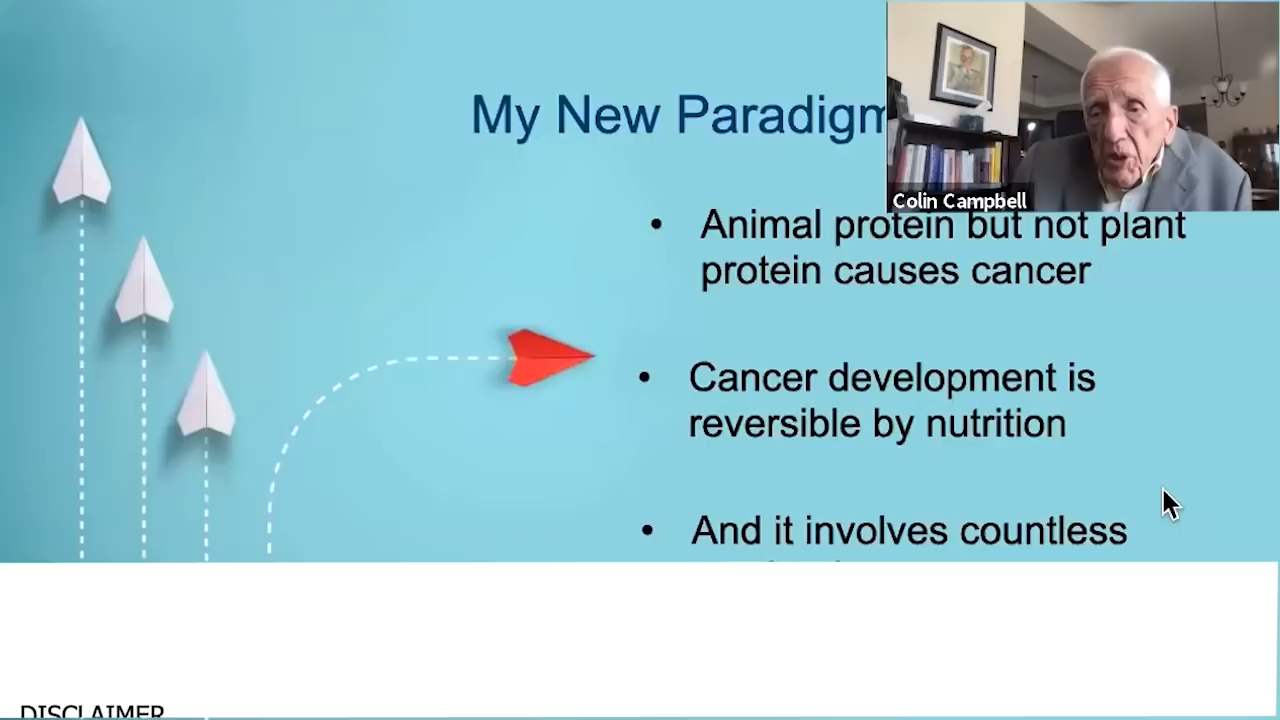 My New Paradigm
Colin Campbell
• Animal protein but not plant
protein causes cancer
• Cancer development is
reversible by nutrition
• And it involves countless
DISCLAIMER